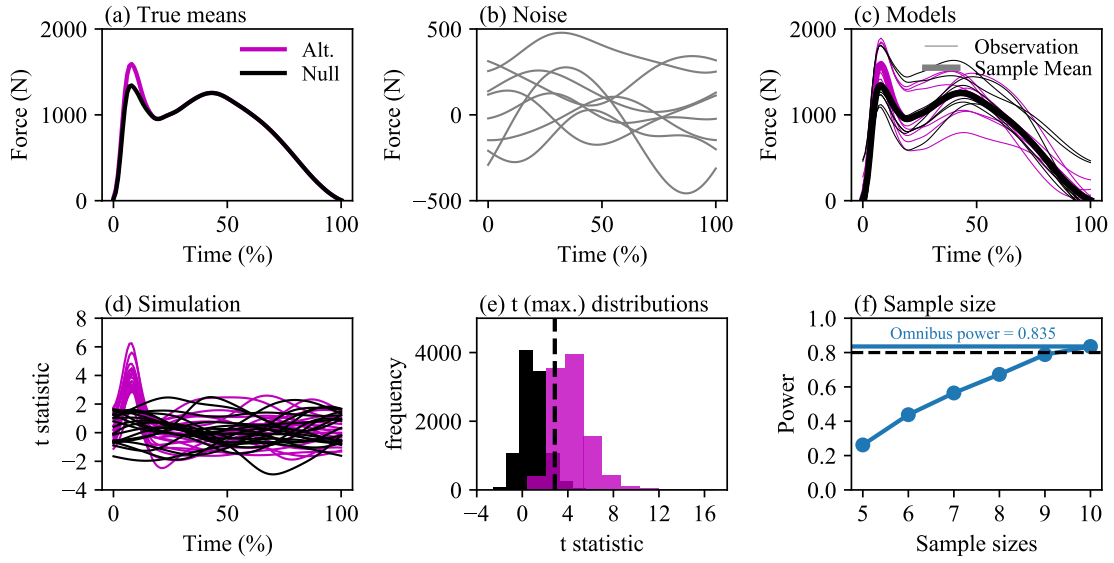 (a) True means
2000
1000
0
Force (N)
Alt.
Null
0
50
100
Time (%)
(b) Noise
500
0
−500
Force (N)
0
50
100
Time (%)
(c) Models
2000
1000
0
Force (N)
Observation
Sample Mean
0
50
100
Time (%)
(d) Simulation
8
6
4
2
0
−2
−4
t statistic
0
50
100
Time (%)
(e) t (max.) distributions
4000
2000
0
frequency
−4
0
4
8
12
16
t statistic
(f) Sample size
1.0
0.8
0.6
0.4
0.2
0.0
Power
Omnibus power = 0.835
5
6
7
8
9
10
Sample sizes